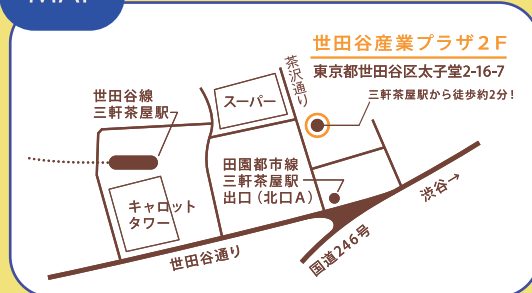 MAP
世田谷産業プラザ2F
東京都世田谷区太子堂2-16-7
三軒茶屋駅から徒歩約2分！
茶沢通り
スーパー
世田谷線
三軒茶屋駅
田園都市線
三軒茶屋駅
出口（北口A）
キャロット
タワー
世田谷通り
国道246号
渋谷→